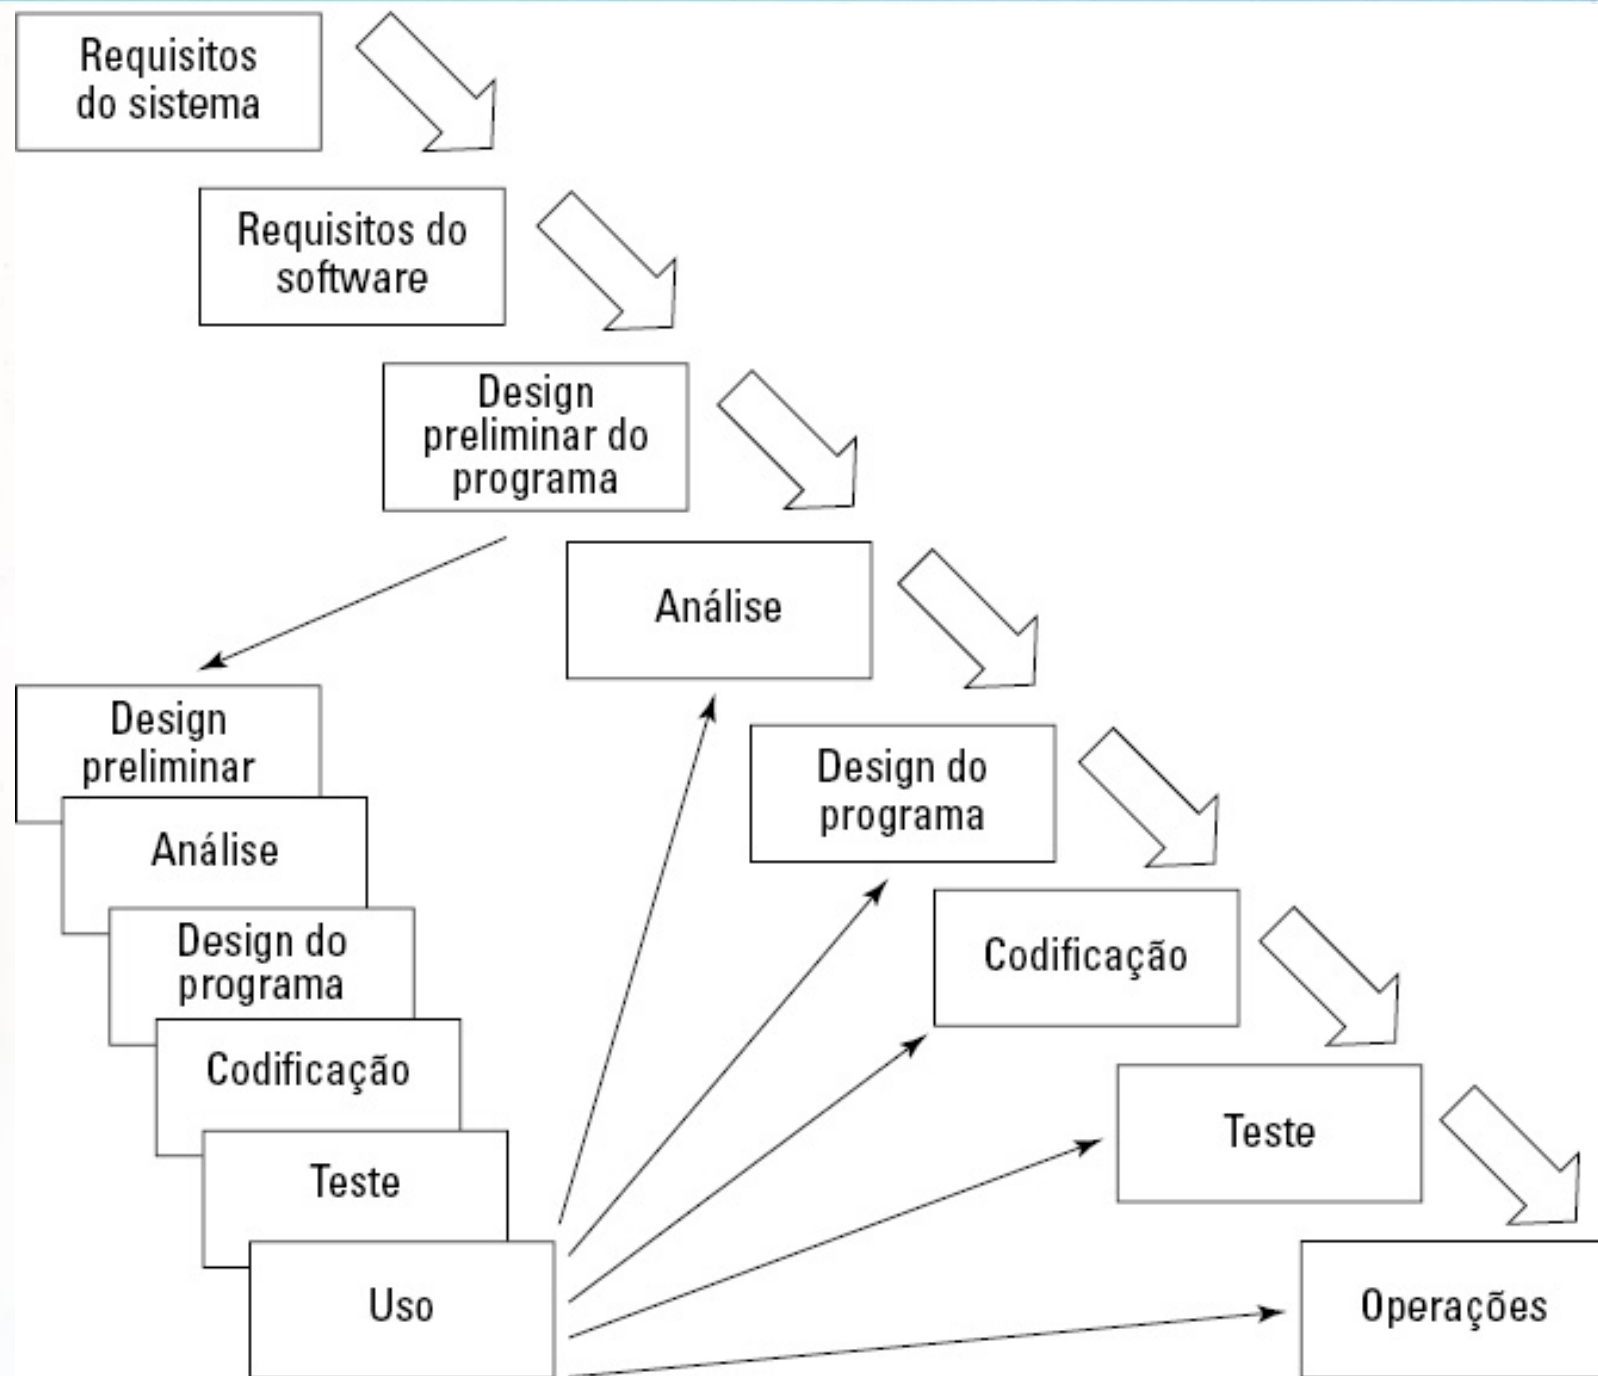 Requisitos
do sistema
Requisitos do
software
Design
preliminar do
programa
Análise
Design do
programa
Codificação
Teste
Operações
Design
preliminar
Análise
Design do
programa
Codificação
Teste
Uso